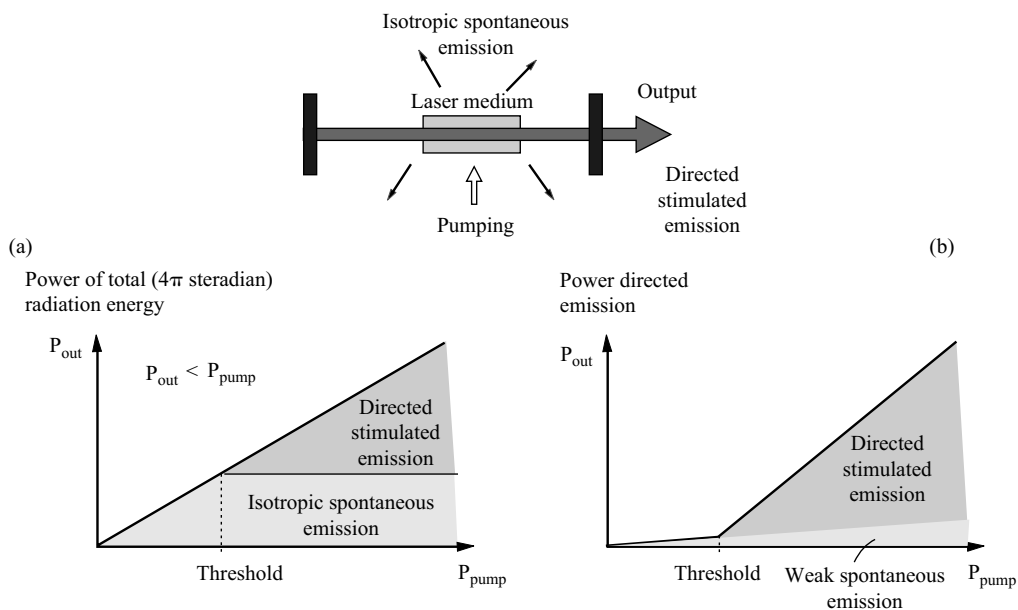 Isotropic spontaneous
emission
Laser medium
Output
Directed
stimulated
emission
Pumping
(a)
(b)
Power of total (4π steradian)
radiation energy
P_out
P_out < P_pump
Directed
stimulated
emission
Isotropic spontaneous
emission
Threshold
P_pump
Power directed
emission
P_out
Directed
stimulated
emission
Threshold
Weak spontaneous
emission
P_pump